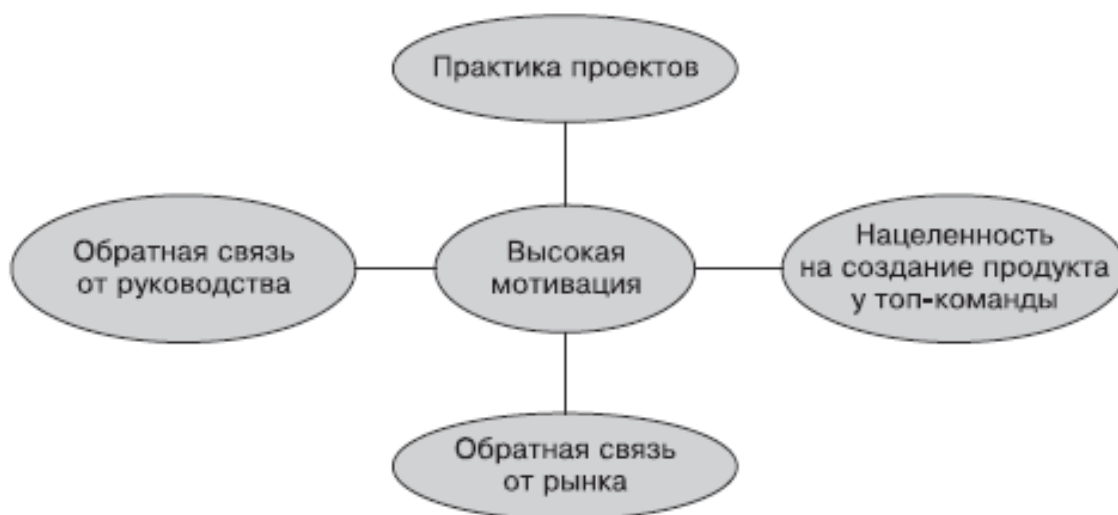 Практика проектов
Обратная связь
от руководства
Высокая
мотивация
Нацеленность
на создание продукта
у топ-команды
Обратная связь
от рынка